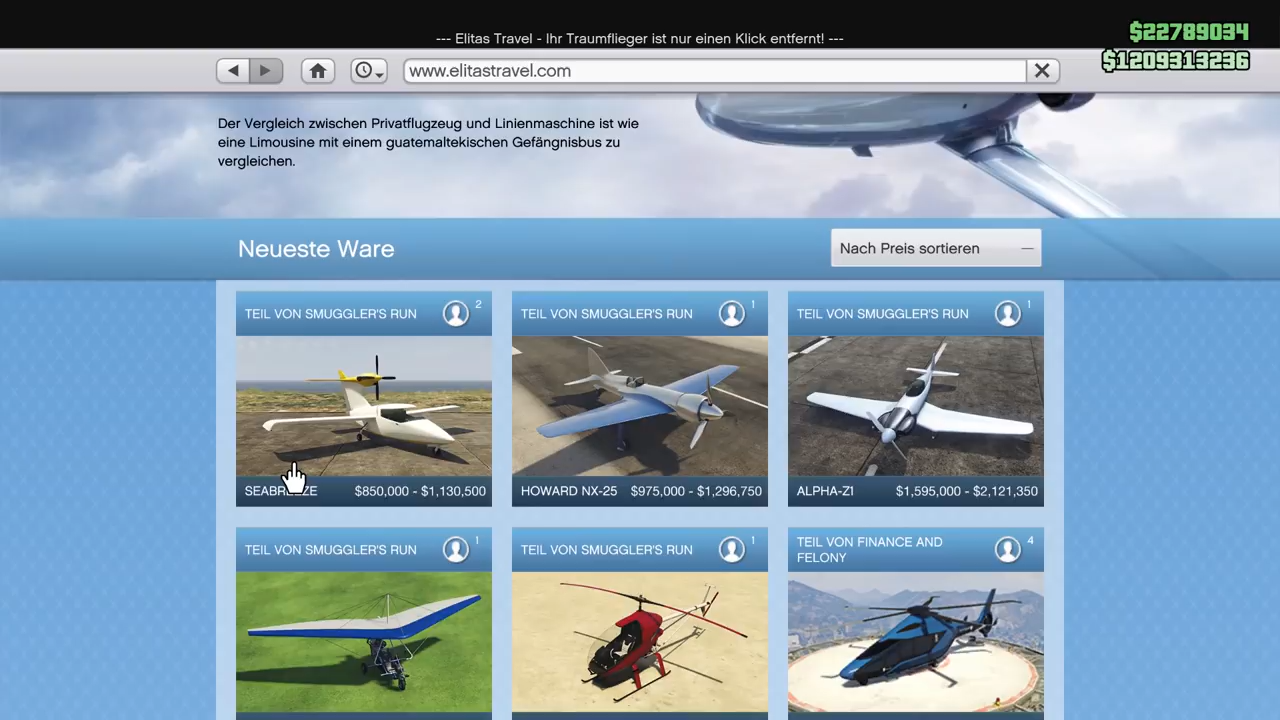 --- Elitas Travel - Ihr Traumflieger ist nur einen Klick entfernt! ---
$22789034
$1209313236
www.elitastravel.com
Der Vergleich zwischen Privatflugzeug und Linienmaschine ist wie
eine Limousine mit einem guatemaltekischen Gefängnisbus zu
vergleichen.
Neueste Ware
Nach Preis sortieren
TEIL VON SMUGGLER'S RUN 2
TEIL VON SMUGGLER'S RUN 1
TEIL VON SMUGGLER'S RUN 1
SEABREEZE $850,000 - $1,130,500
HOWARD NX-25 $975,000 - $1,296,750
ALPHA-Z1 $1,595,000 - $2,121,350
TEIL VON SMUGGLER'S RUN 1
TEIL VON SMUGGLER'S RUN 1
TEIL VON FINANCE AND
FELONY 4